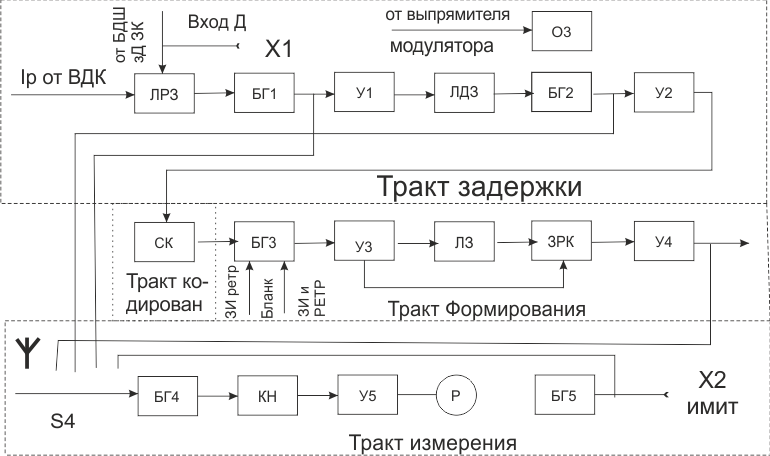 от БДШ
зД ЗК
Вход Д
X1
от выпрямителя
модулятора
ОЗ
Iр от ВДК
ЛРЗ
БГ1
У1
ЛДЗ
БГ2
У2
Тракт задержки
СК
БГ3
У3
ЛЗ
ЗРК
У4
Тракт ко-
дирован
ЗИ ретр
Бланк
ЗИ и
РЕТР
Тракт Формирования
S4
БГ4
КН
У5
Р
БГ5
X2
имит
Тракт измерения